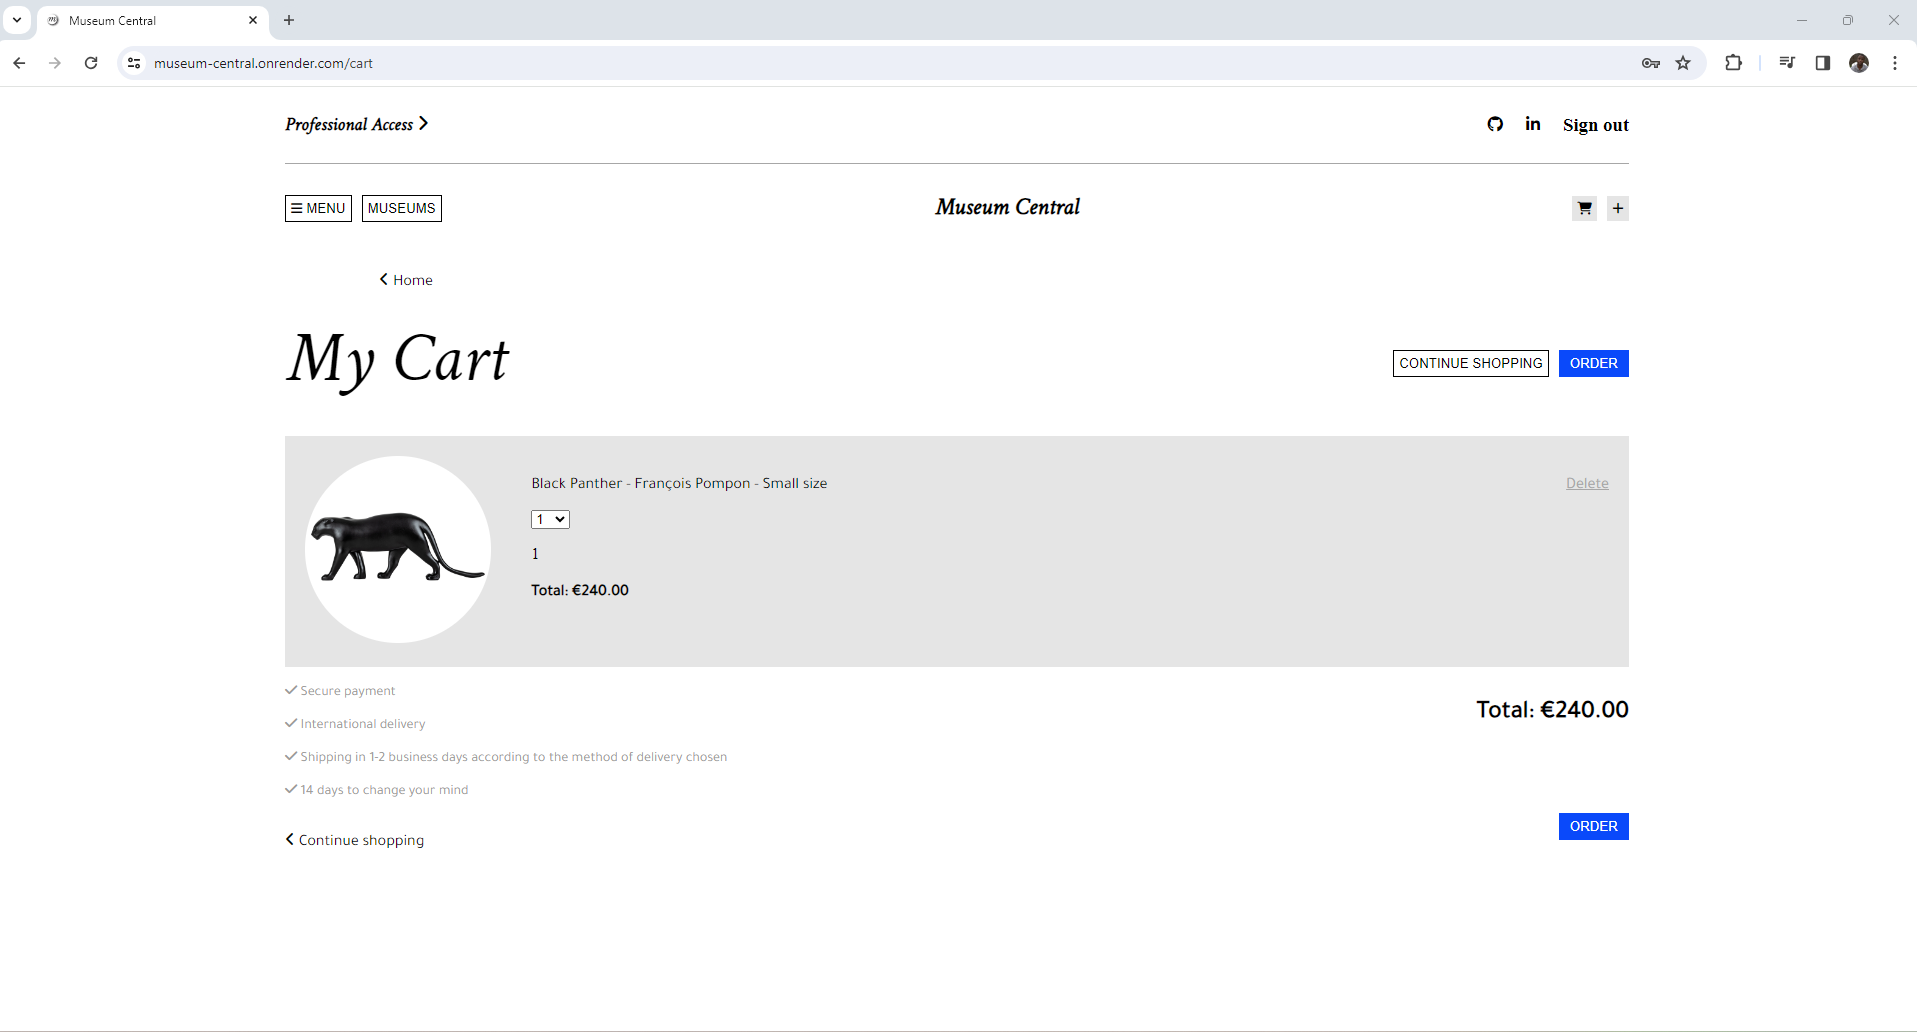 Museum Central
museum-central.onrender.com/cart
Professional Access
Sign out
MENU
MUSEUMS
Museum Central
Home
My Cart
CONTINUE SHOPPING
ORDER
Black Panther - François Pompon - Small size
Delete
1
1
Total: €240.00
Secure payment
International delivery
Shipping in 1-2 business days according to the method of delivery chosen
14 days to change your mind
Total: €240.00
Continue shopping
ORDER